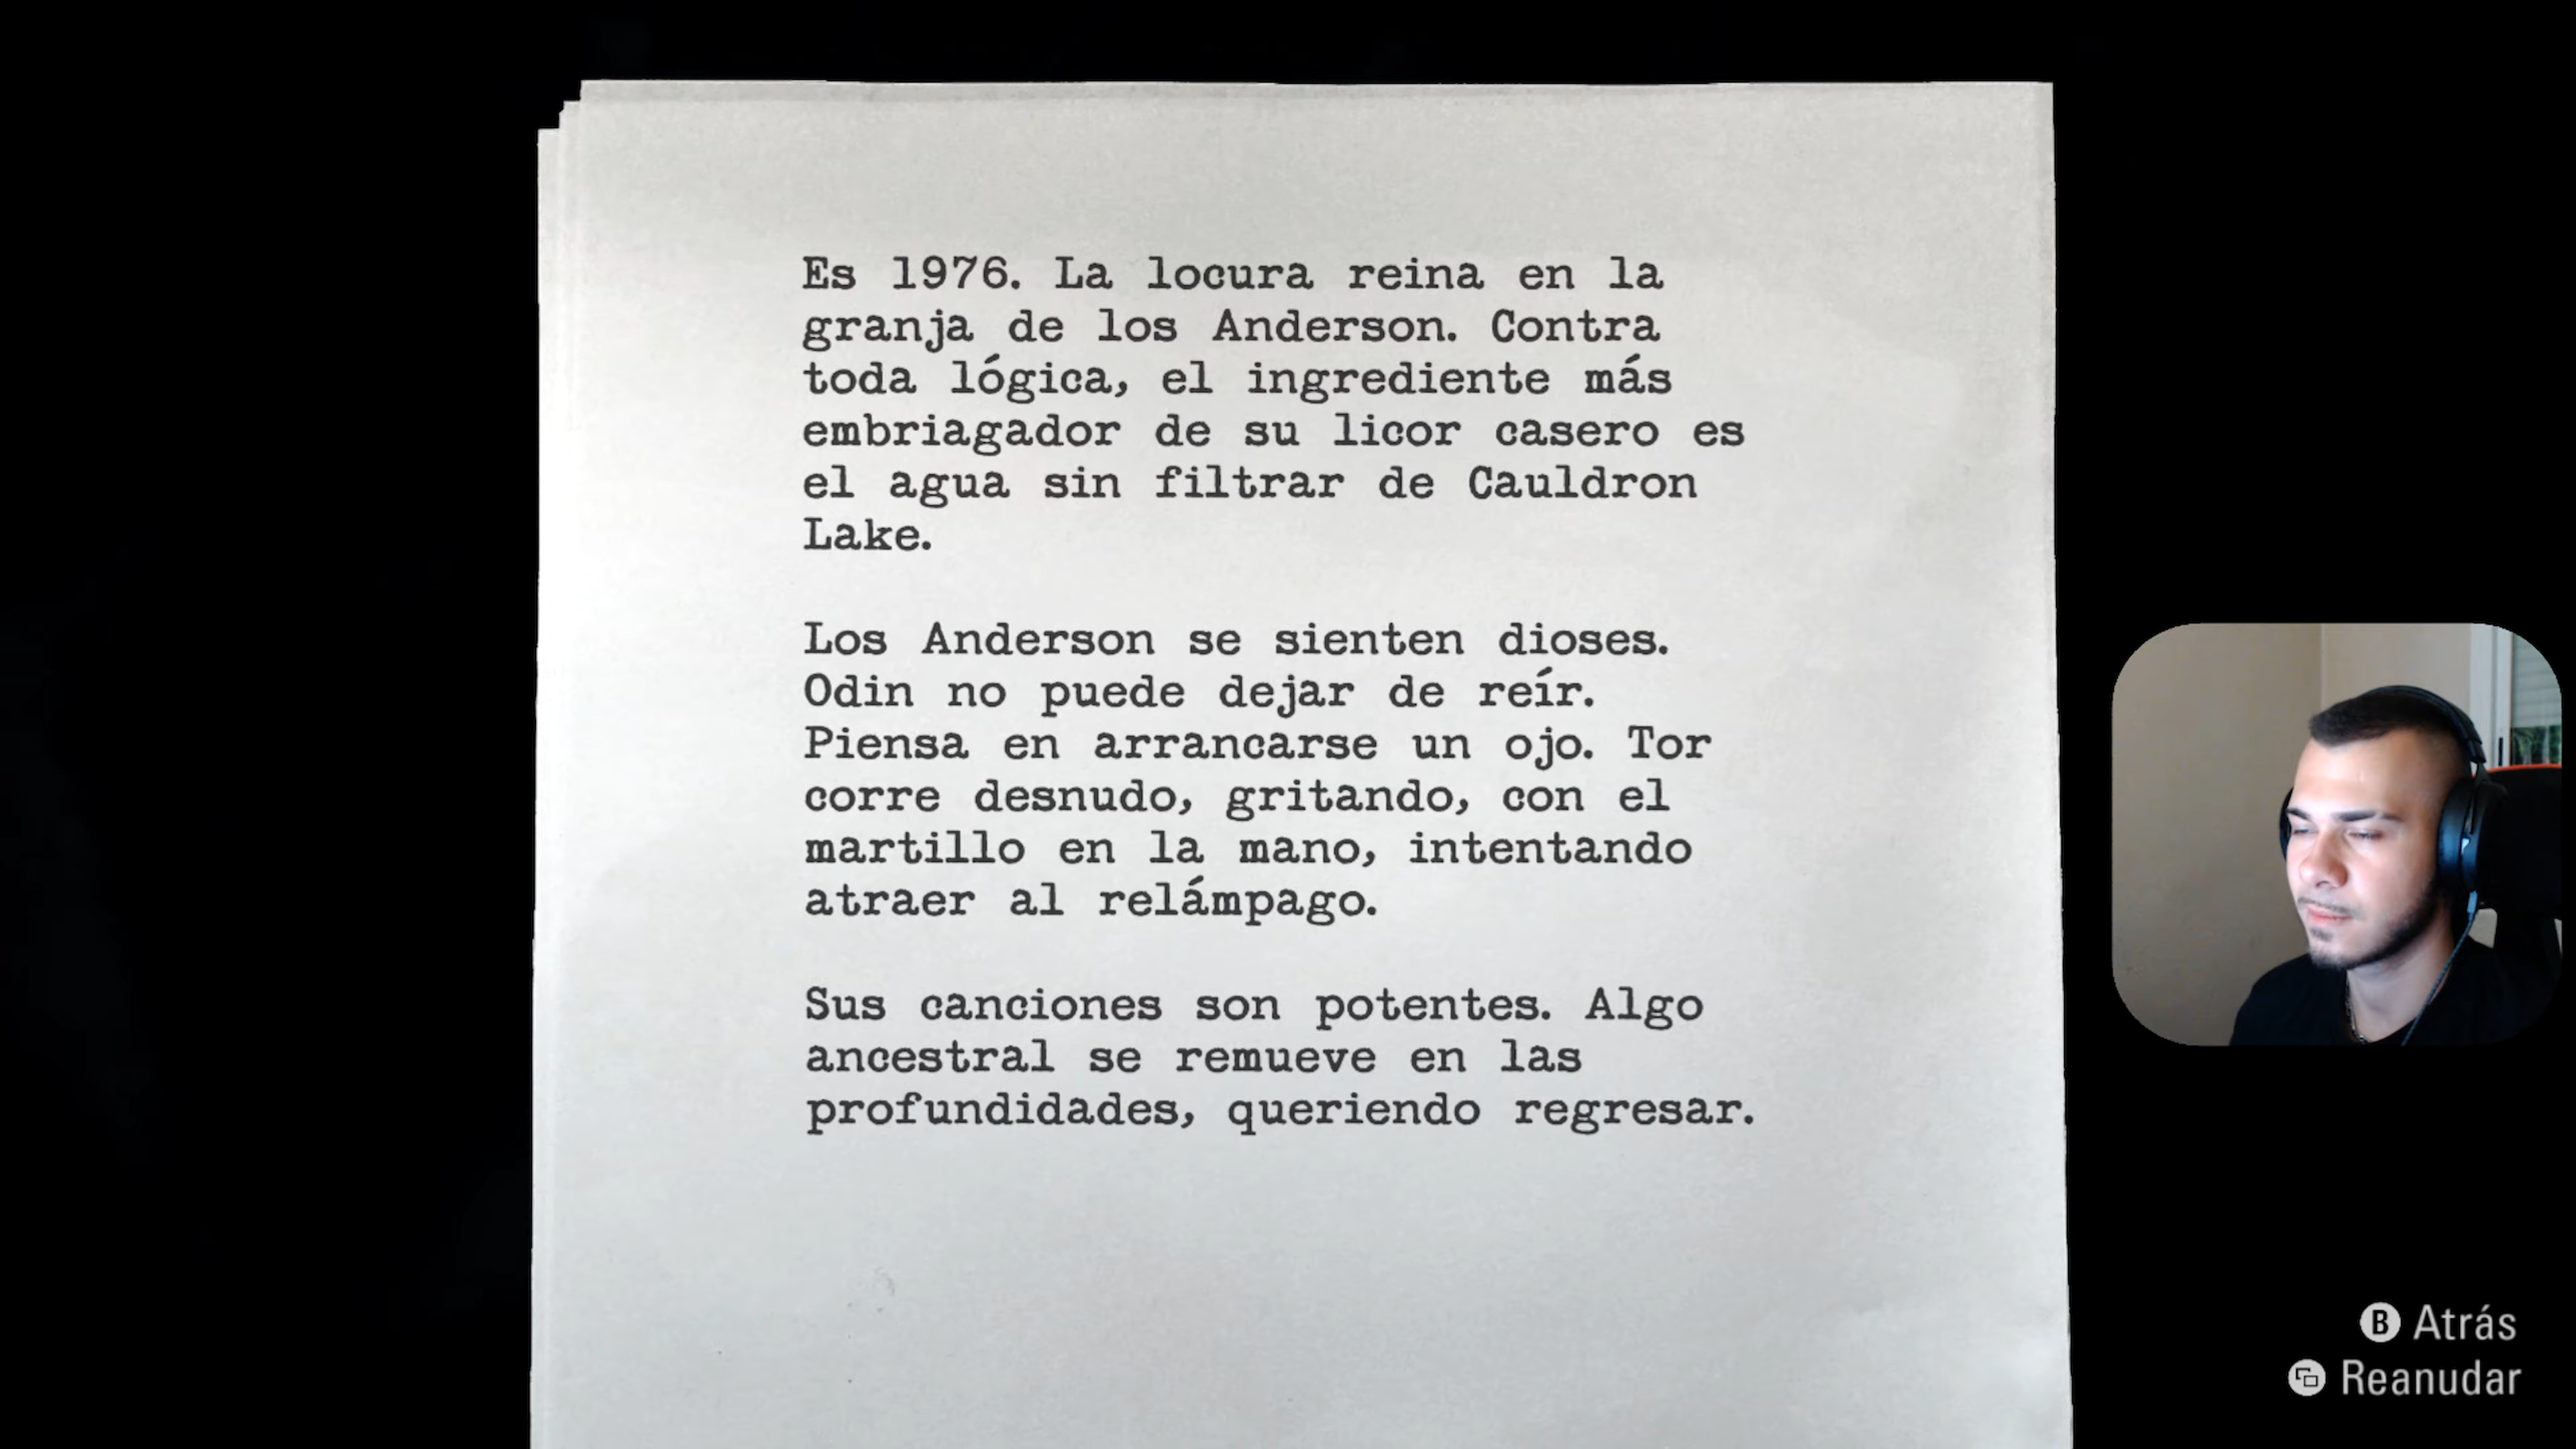 Es 1976. La locura reina en la
granja de los Anderson. Contra
toda lógica, el ingrediente más
embriagador de su licor casero es
el agua sin filtrar de Cauldron
Lake.
Los Anderson se sienten dioses.
Odin no puede dejar de reír.
Piensa en arrancarse un ojo. Tor
corre desnudo, gritando, con el
martillo en la mano, intentando
atraer al relámpago.
Sus canciones son potentes. Algo
ancestral se remueve en las
profundidades, queriendo regresar.
B Atrás
Reanudar